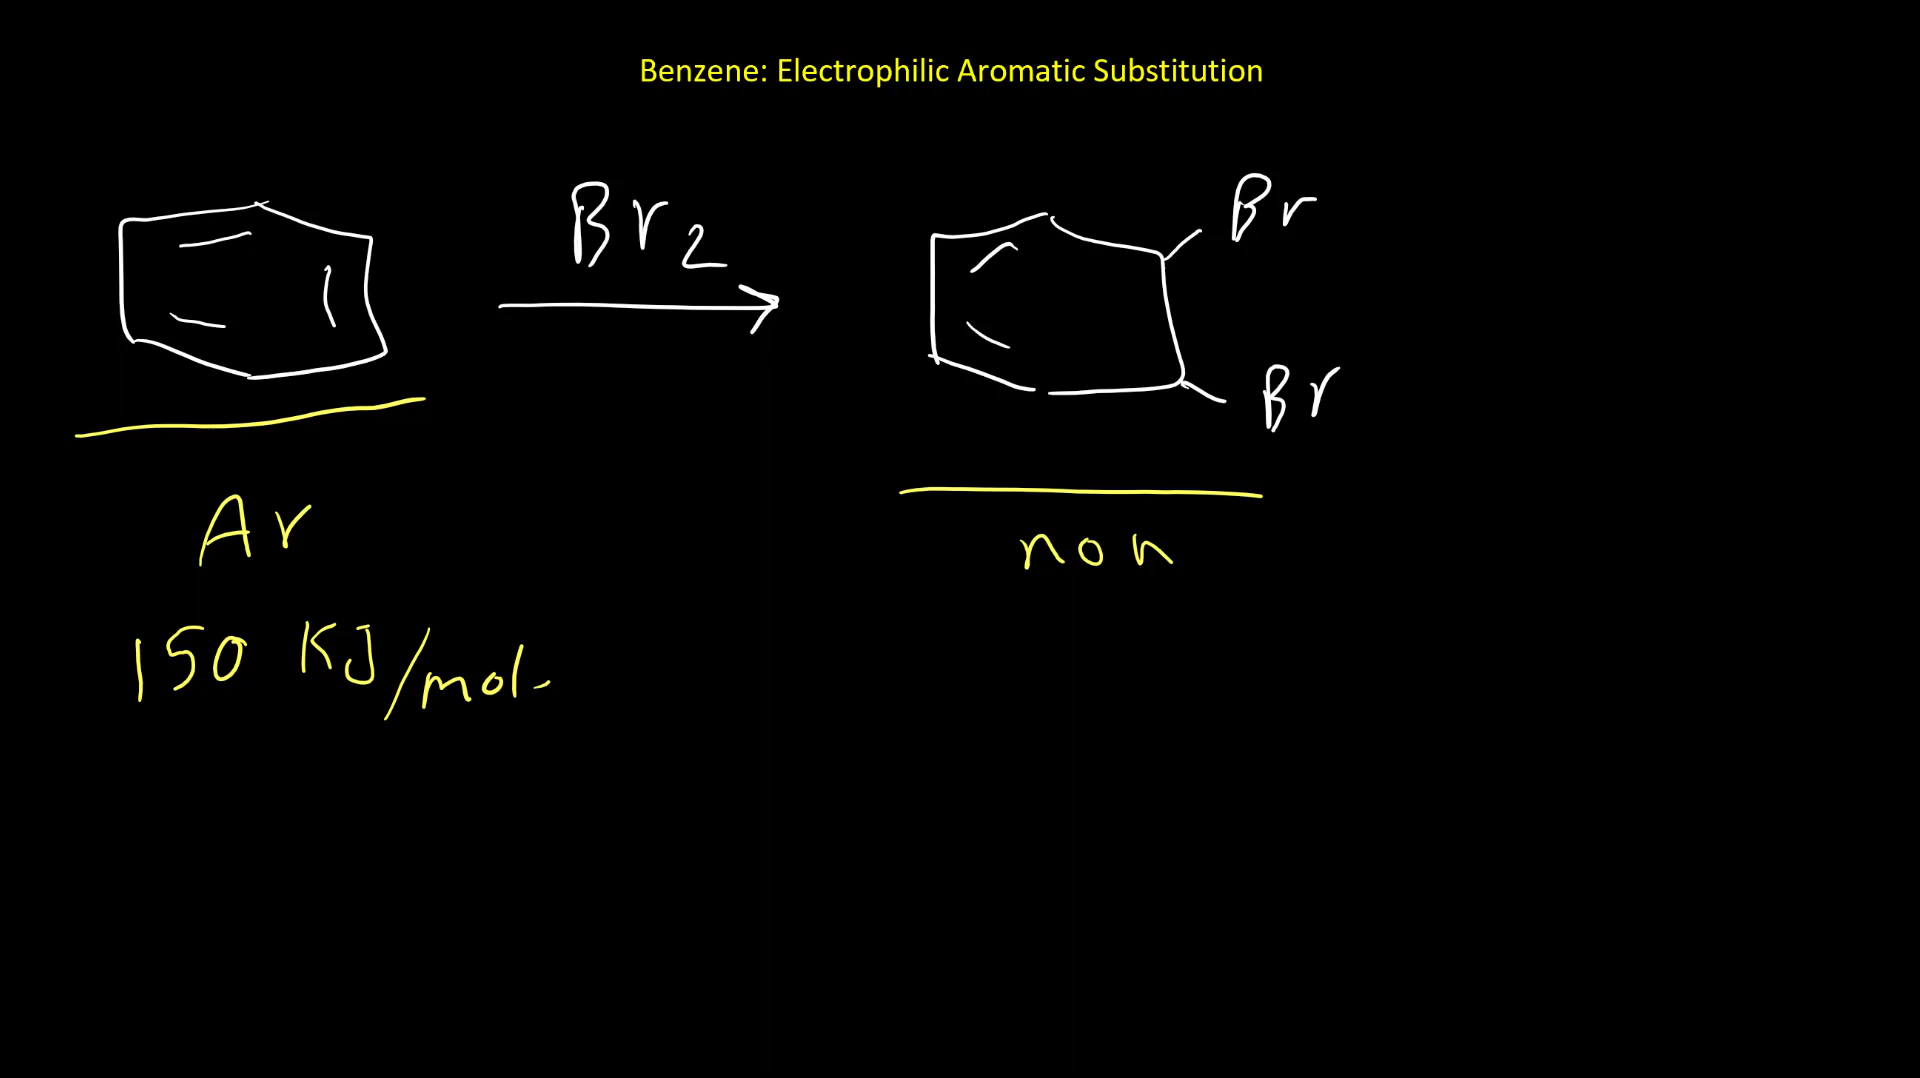 Benzene: Electrophilic Aromatic Substitution
Br2
Br
Br
Ar
non
150 KJ/mol.